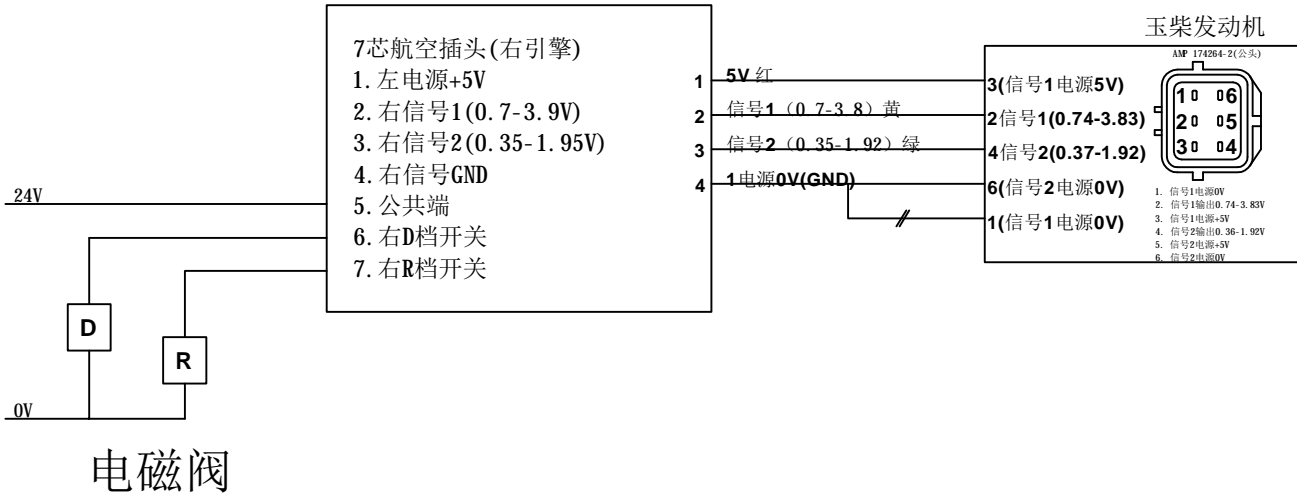 玉柴发动机
AMP 174264-2(公头)
7芯航空插头(右引擎)
1.左电源+5V
2.右信号1(0.7-3.9V)
3.右信号2(0.35-1.95V)
4.右信号GND
5.公共端
6.右D档开关
7.右R档开关
1
2
3
4
5V 红
信号1（0.7-3.8）黄
信号2（0.35-1.92）绿
1电源0V(GND)
3(信号1电源5V)
2信号1(0.74-3.83)
4信号2(0.37-1.92)
6(信号2电源0V)
1(信号1电源0V)
1 6
2 5
3 4
1. 信号1电源0V
2. 信号1输出0.74-3.83V
3. 信号1电源+5V
4. 信号2输出0.36-1.92V
5. 信号2电源+5V
6. 信号2电源0V
24V
D
R
0V
电磁阀